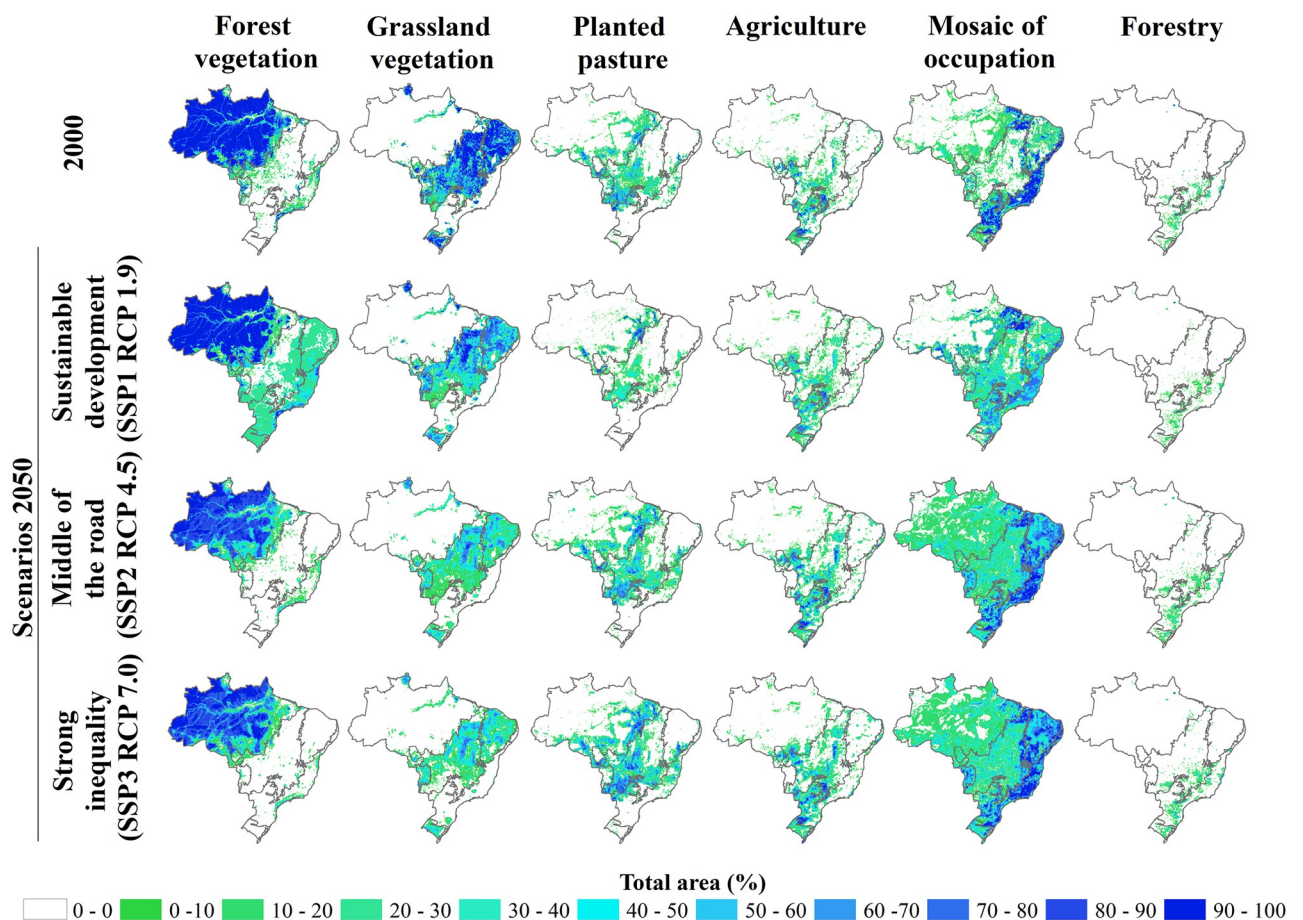 Forest
vegetation
Grassland
vegetation
Planted
pasture
Agriculture
Mosaic of
occupation
Forestry
2000
Scenarios 2050
Sustainable
development
(SSP1 RCP 1.9)
Middle of
the road
(SSP2 RCP 4.5)
Strong
inequality
(SSP3 RCP 7.0)
Total area (%)
0 - 0 0 -10 10 - 20 20 - 30 30 - 40 40 - 50 50 - 60 60 -70 70 - 80 80 - 90 90 - 100